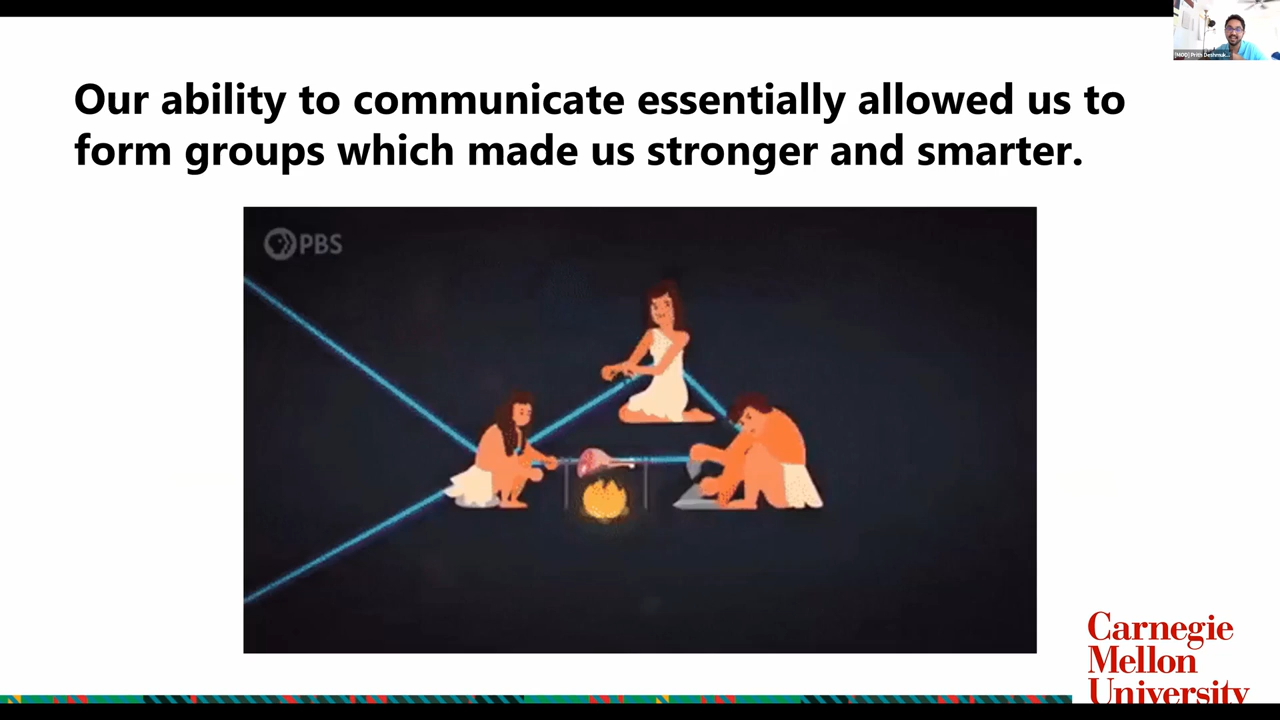 Our ability to communicate essentially allowed us to
form groups which made us stronger and smarter.
PBS
Carnegie
Mellon
University